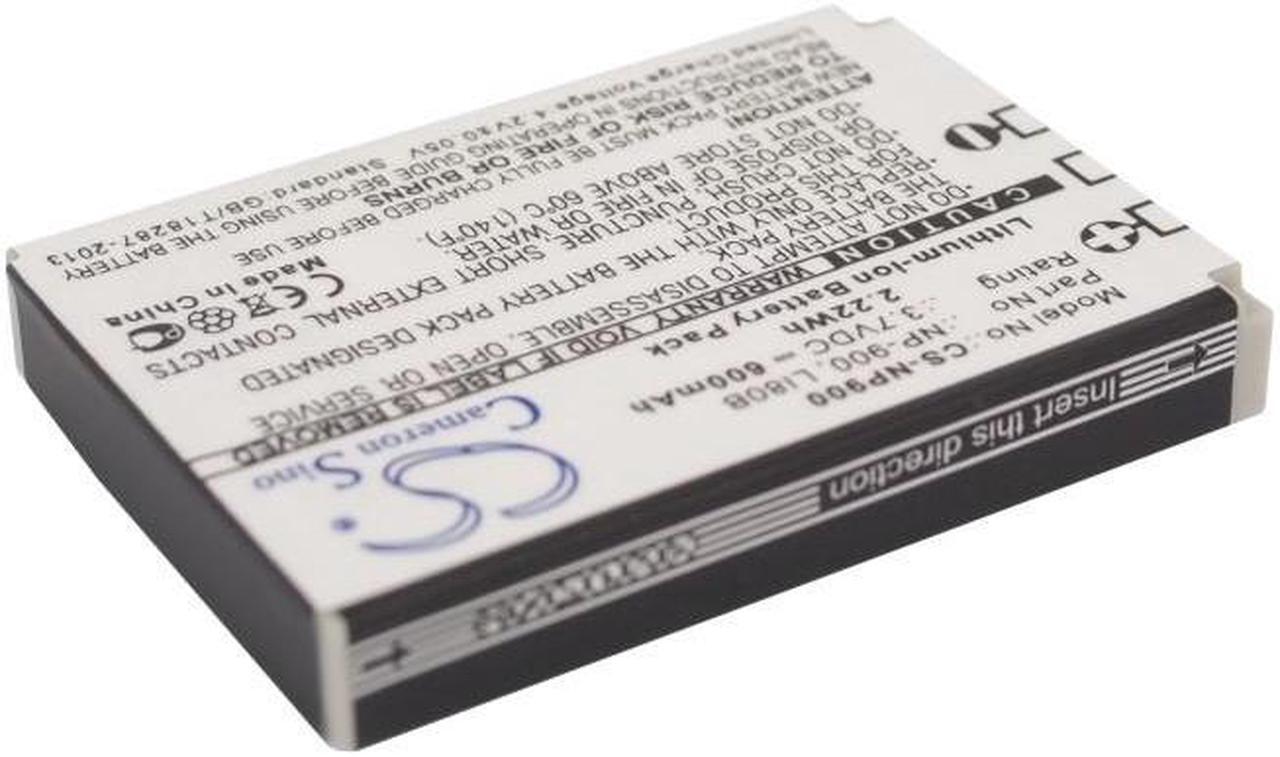 Model No.: CS-NP900
Part No.: NP-900, LI80B
Rating: 3.7VDC ⎓ 600mAh
2.22Wh
Lithium-Ion Battery Pack
CAUTION WARRANTY VOID IF LABEL IS REMOVED
*DO NOT ATTEMPT TO DISASSEMBLE, OPEN OR SERVICE
THE BATTERY PACK.
*REPLACE ONLY WITH THE BATTERY PACK DESIGNATED
FOR THIS PRODUCT.
*DO NOT CRUSH, PUNCTURE, SHORT EXTERNAL CONTACTS
OR DISPOSE OF IN FIRE OR WATER.
*DO NOT STORE ABOVE 60°C (140°F).
ATTENTION!
NEW BATTERY PACK MUST BE FULLY CHARGED BEFORE USE
TO REDUCE RISK OF FIRE OR BURNS
READ INSTRUCTIONS IN OPERATING GUIDE BEFORE USING THE BATTERY
Limited Charge Voltage 4.2V±0.05V Standard GB/T18287-2013
CE
Made in China
CS
Cameron Sino
Insert this direction